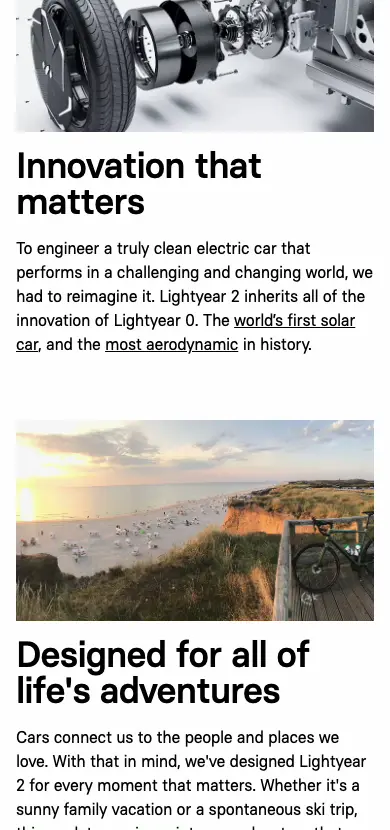 Innovation that
matters
To engineer a truly clean electric car that
performs in a challenging and changing world, we
had to reimagine it. Lightyear 2 inherits all of the
innovation of Lightyear 0. The world’s first solar
car, and the most aerodynamic in history.
Designed for all of
life's adventures
Cars connect us to the people and places we
love. With that in mind, we've designed Lightyear
2 for every moment that matters. Whether it's a
sunny family vacation or a spontaneous ski trip,